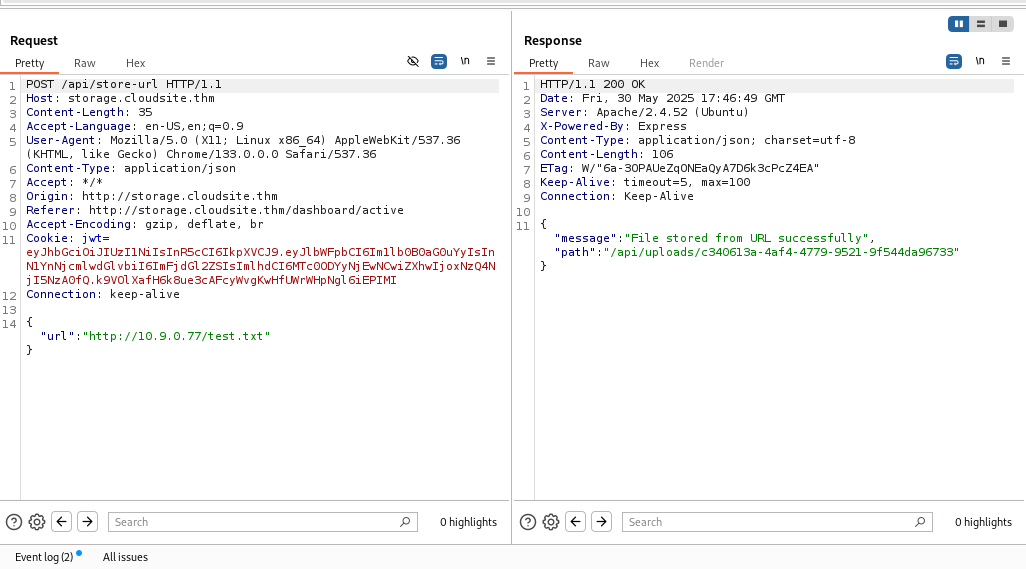 Request
Pretty Raw Hex
\n
1 POST /api/store-url HTTP/1.1
2 Host: storage.cloudsite.thm
3 Content-Length: 35
4 Accept-Language: en-US,en;q=0.9
5 User-Agent: Mozilla/5.0 (X11; Linux x86_64) AppleWebKit/537.36
(KHTML, like Gecko) Chrome/133.0.0.0 Safari/537.36
6 Content-Type: application/json
7 Accept: */*
8 Origin: http://storage.cloudsite.thm
9 Referer: http://storage.cloudsite.thm/dashboard/active
10 Accept-Encoding: gzip, deflate, br
11 Cookie: jwt=
eyJhbGciOiJIUzI1NiIsInR5cCI6IkpXVCJ9.eyJlbWFpbCI6Im1lb0B0aG0uYyIsIn
N1YnNjcmlwdGlvbiI6ImFjdGl2ZSIsImlhdCI6MTc0ODYyNjEwNCwiZXhwIjoxNzQ4N
jI5NzA0fQ.k9VOlXafH6k8ue3cAFcyWvgKwHfUWrWHpNgl6iEPIMI
12 Connection: keep-alive
13
14 {
"url":"http://10.9.0.77/test.txt"
}
Search
0 highlights
Response
Pretty Raw Hex Render
\n
1 HTTP/1.1 200 OK
2 Date: Fri, 30 May 2025 17:46:49 GMT
3 Server: Apache/2.4.52 (Ubuntu)
4 X-Powered-By: Express
5 Content-Type: application/json; charset=utf-8
6 Content-Length: 106
7 ETag: W/"6a-3OPAUeZqONEaQyA7D6k3cPcZ4EA"
8 Keep-Alive: timeout=5, max=100
9 Connection: Keep-Alive
10
11 {
"message":"File stored from URL successfully",
"path":"/api/uploads/c340613a-4af4-4779-9521-9f544da96733"
}
Search
0 highlights
Event log (2) All issues